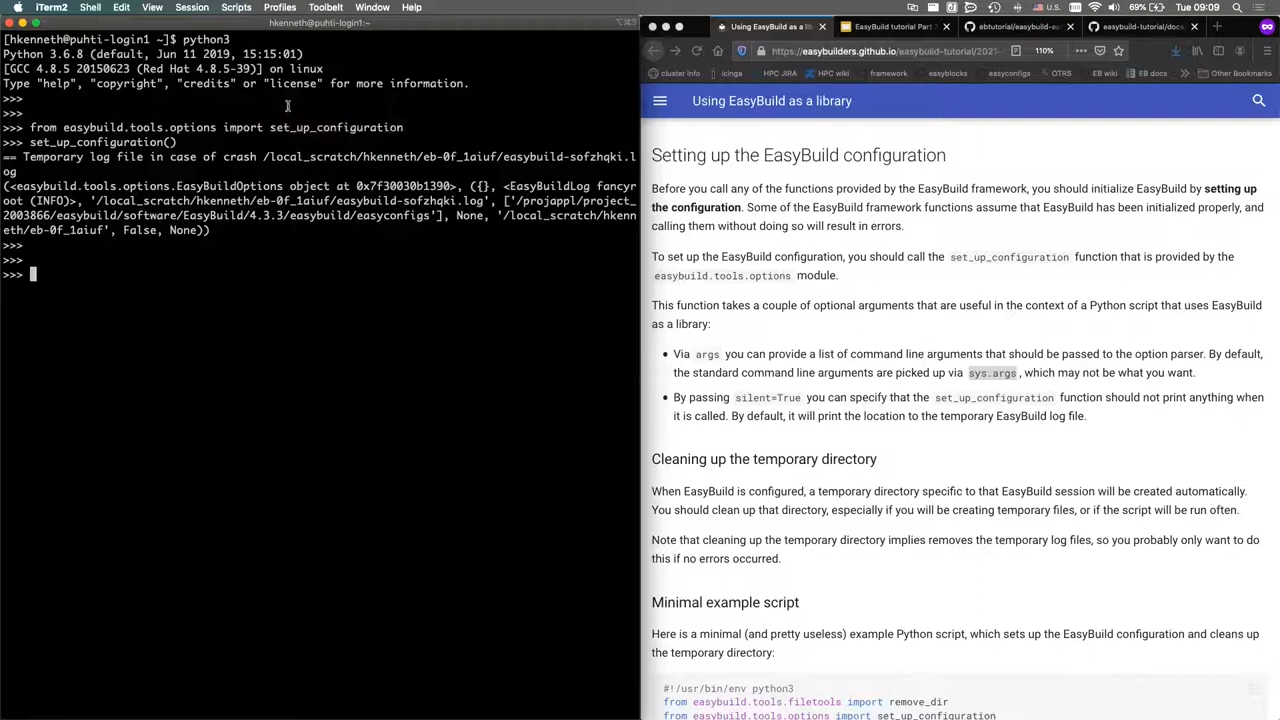 iTerm2 Shell Edit View Session Scripts Profiles Toolbelt Window Help
69% Tue 09:09
hkenneth@puhti-login1:~
⌥⌘3
[hkenneth@puhti-login1 ~]$ python3
Python 3.6.8 (default, Jun 11 2019, 15:15:01)
[GCC 4.8.5 20150623 (Red Hat 4.8.5-39)] on linux
Type "help", "copyright", "credits" or "license" for more information.
>>>
>>>
>>> from easybuild.tools.options import set_up_configuration
>>> set_up_configuration()
== Temporary log file in case of crash /local_scratch/hkenneth/eb-0f_1aiuf/easybuild-sofzhqki.l
og
(<easybuild.tools.options.EasyBuildOptions object at 0x7f30030b1390>, ({}, <EasyBuildLog fancyr
oot (INFO)>, '/local_scratch/hkenneth/eb-0f_1aiuf/easybuild-sofzhqki.log', ['/projappl/project_
2003866/easybuild/software/EasyBuild/4.3.3/easybuild/easyconfigs'], None, '/local_scratch/hkenn
eth/eb-0f_1aiuf', False, None))
>>>
>>>
>>>
Using EasyBuild as a lib
EasyBuild tutorial Part 2
ebtutorial/easybuild-eas
easybuild-tutorial/docs
https://easybuilders.github.io/easybuild-tutorial/2021-
110%
cluster info icinga HPC JIRA HPC wiki framework easyblocks easyconfigs OTRS EB wiki EB docs Other Bookmarks
Using EasyBuild as a library
Setting up the EasyBuild configuration
Before you call any of the functions provided by the EasyBuild framework, you should initialize EasyBuild by setting up
the configuration. Some of the EasyBuild framework functions assume that EasyBuild has been initialized properly, and
calling them without doing so will result in errors.
To set up the EasyBuild configuration, you should call the set_up_configuration function that is provided by the
easybuild.tools.options module.
This function takes a couple of optional arguments that are useful in the context of a Python script that uses EasyBuild
as a library:
• Via args you can provide a list of command line arguments that should be passed to the option parser. By default,
the standard command line arguments are picked up via sys.args, which may not be what you want.
• By passing silent=True you can specify that the set_up_configuration function should not print anything when
it is called. By default, it will print the location to the temporary EasyBuild log file.
Cleaning up the temporary directory
When EasyBuild is configured, a temporary directory specific to that EasyBuild session will be created automatically.
You should clean up that directory, especially if you will be creating temporary files, or if the script will be run often.
Note that cleaning up the temporary directory implies removes the temporary log files, so you probably only want to do
this if no errors occurred.
Minimal example script
Here is a minimal (and pretty useless) example Python script, which sets up the EasyBuild configuration and cleans up
the temporary directory:
#!/usr/bin/env python3
from easybuild.tools.filetools import remove_dir
from easybuild.tools.options import set_up_configuration